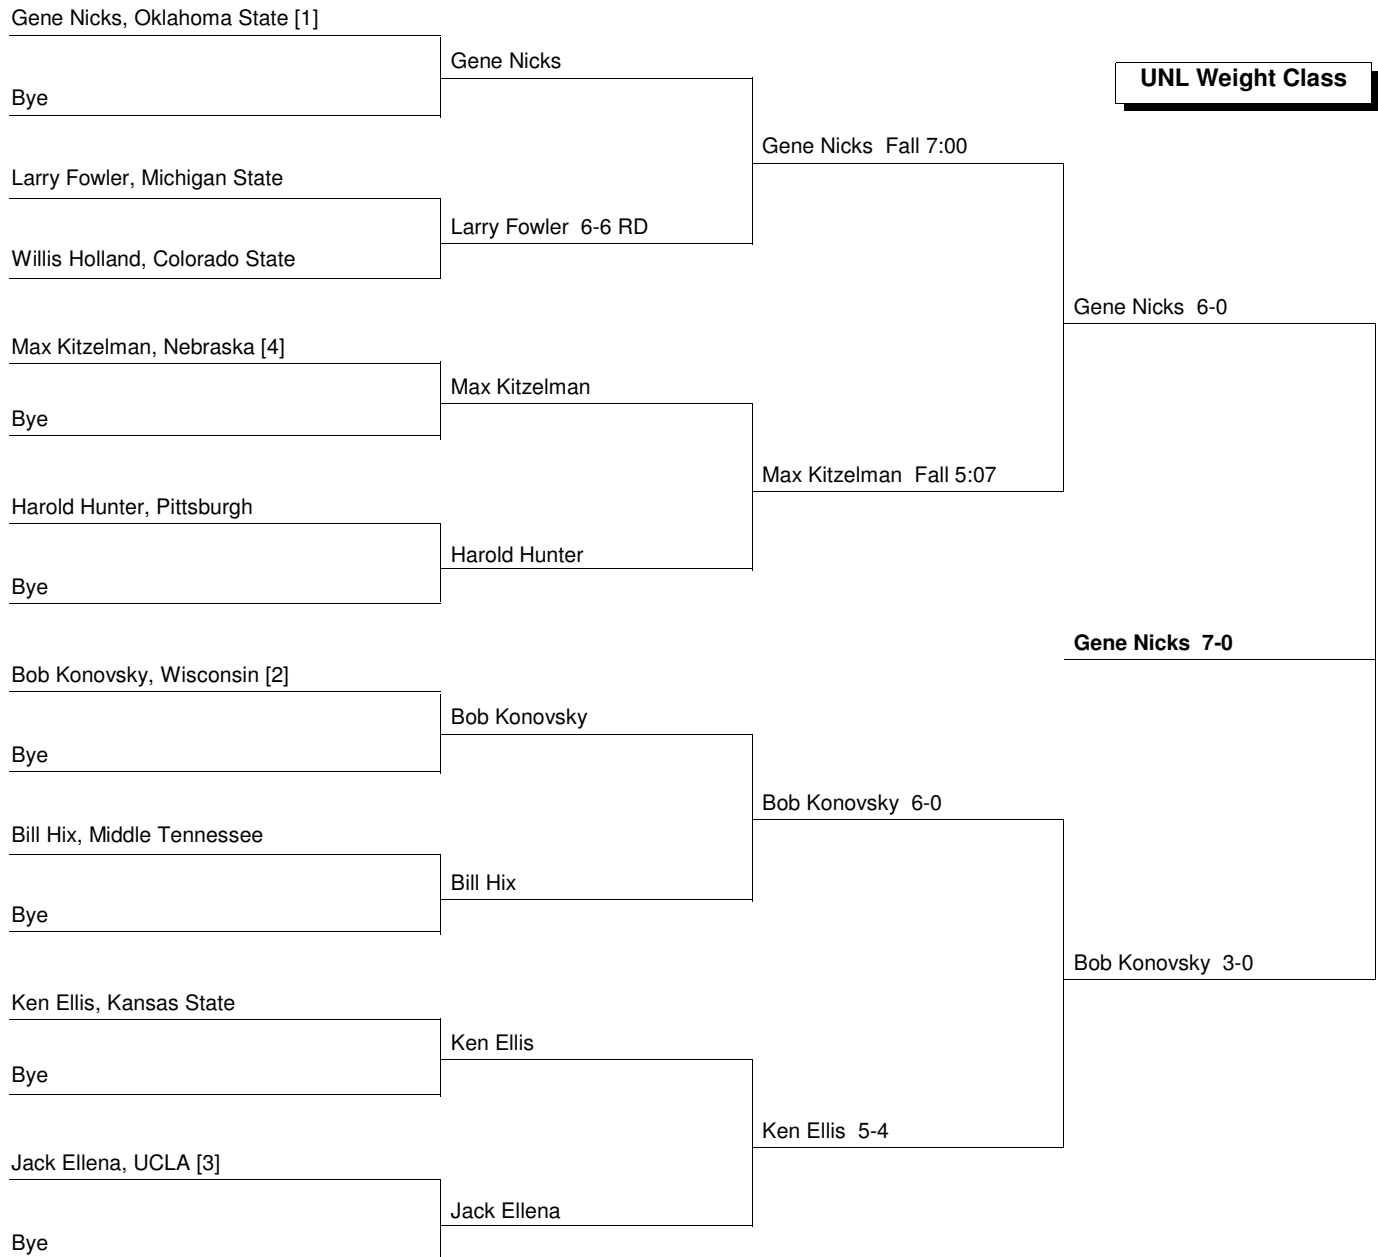 Gene Nicks, Oklahoma State [1]
Gene Nicks
UNL Weight Class
Bye
Gene Nicks  Fall 7:00
Larry Fowler, Michigan State
Larry Fowler  6-6 RD
Willis Holland, Colorado State
Gene Nicks  6-0
Max Kitzelman, Nebraska [4]
Max Kitzelman
Bye
Max Kitzelman  Fall 5:07
Harold Hunter, Pittsburgh
Harold Hunter
Bye
Gene Nicks  7-0
Bob Konovsky, Wisconsin [2]
Bob Konovsky
Bye
Bob Konovsky  6-0
Bill Hix, Middle Tennessee
Bill Hix
Bye
Bob Konovsky  3-0
Ken Ellis, Kansas State
Ken Ellis
Bye
Ken Ellis  5-4
Jack Ellena, UCLA [3]
Jack Ellena
Bye